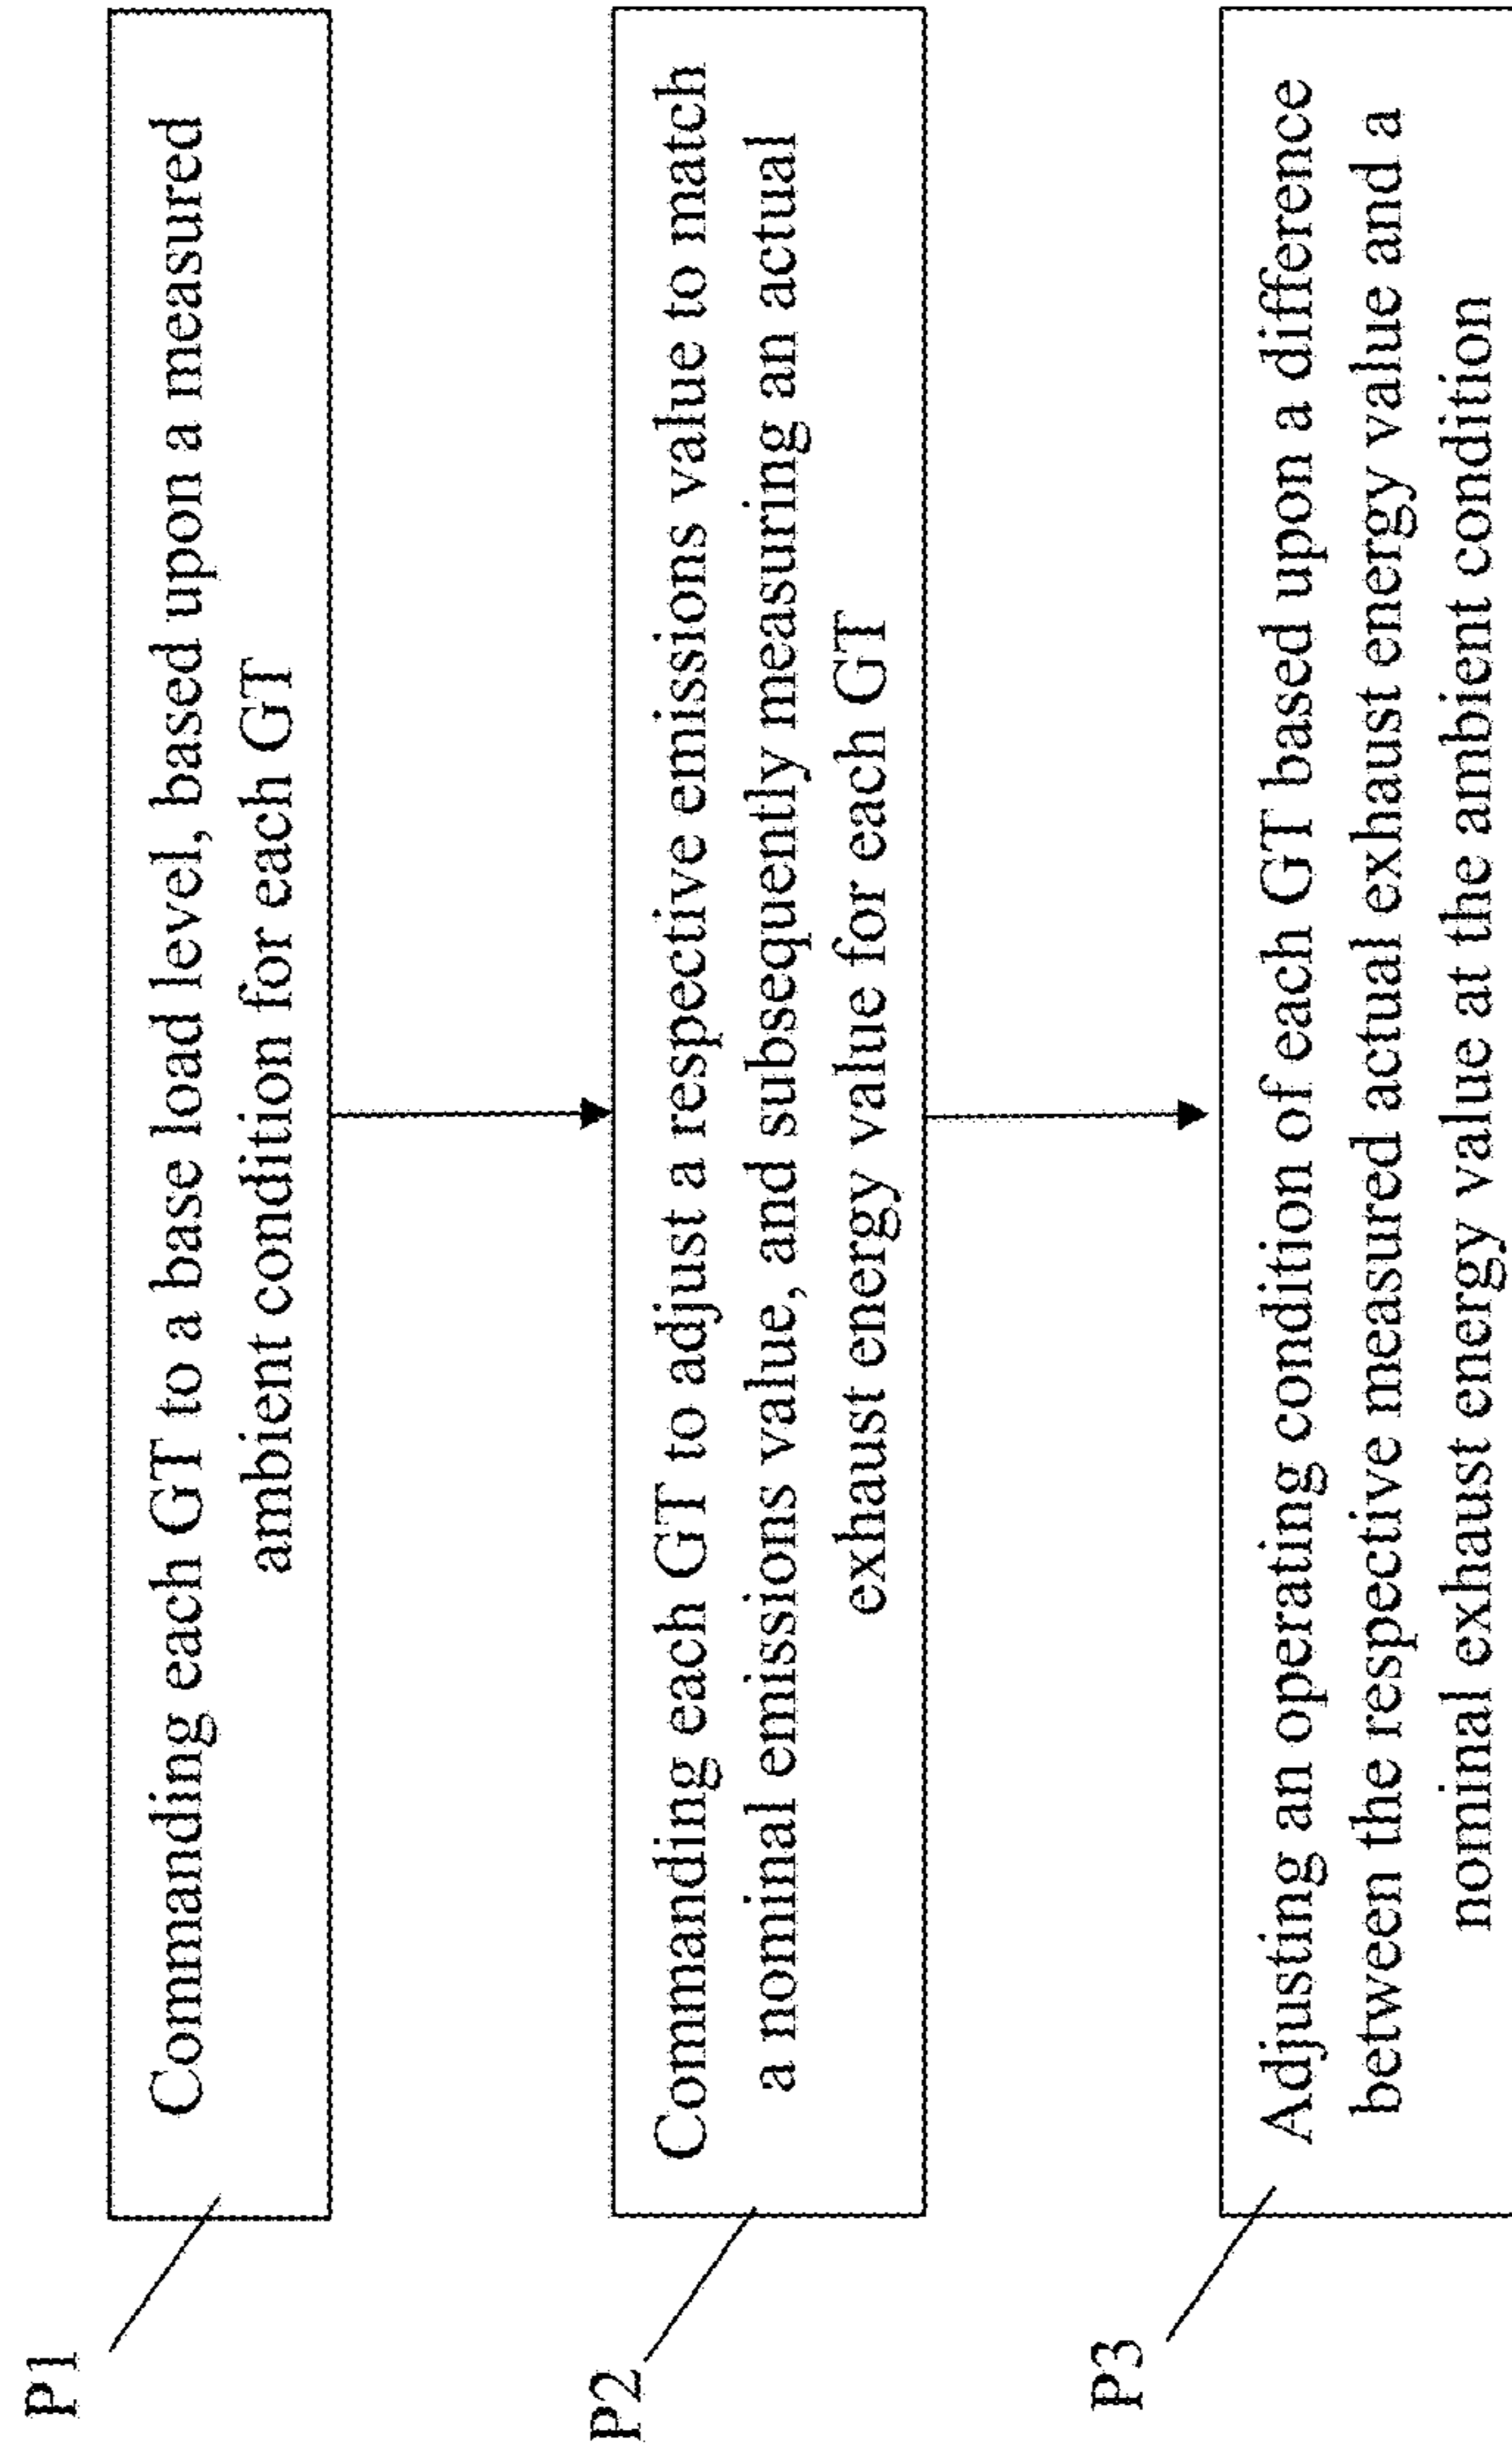 P1
Commanding each GT to a base load level, based upon a measured
ambient condition for each GT
P2
Commanding each GT to adjust a respective emissions value to match
a nominal emissions value, and subsequently measuring an actual
exhaust energy value for each GT
P3
Adjusting an operating condition of each GT based upon a difference
between the respective measured actual exhaust energy value and a
nominal exhaust energy value at the ambient condition